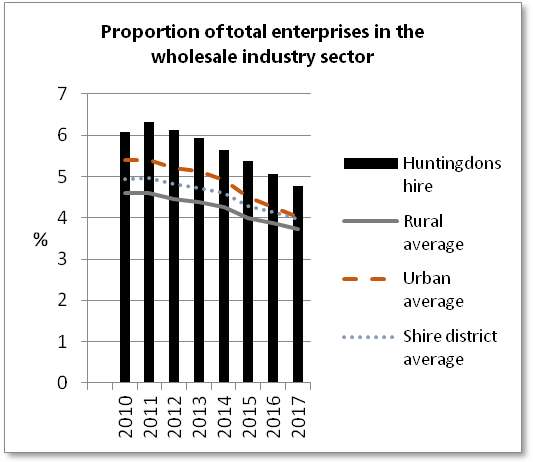 Proportion of total enterprises in the
wholesale industry sector
7
6
5
4
3
2
1
0
%
2010
2011
2012
2013
2014
2015
2016
2017
Huntingdons
hire
Rural
average
Urban
average
Shire district
average